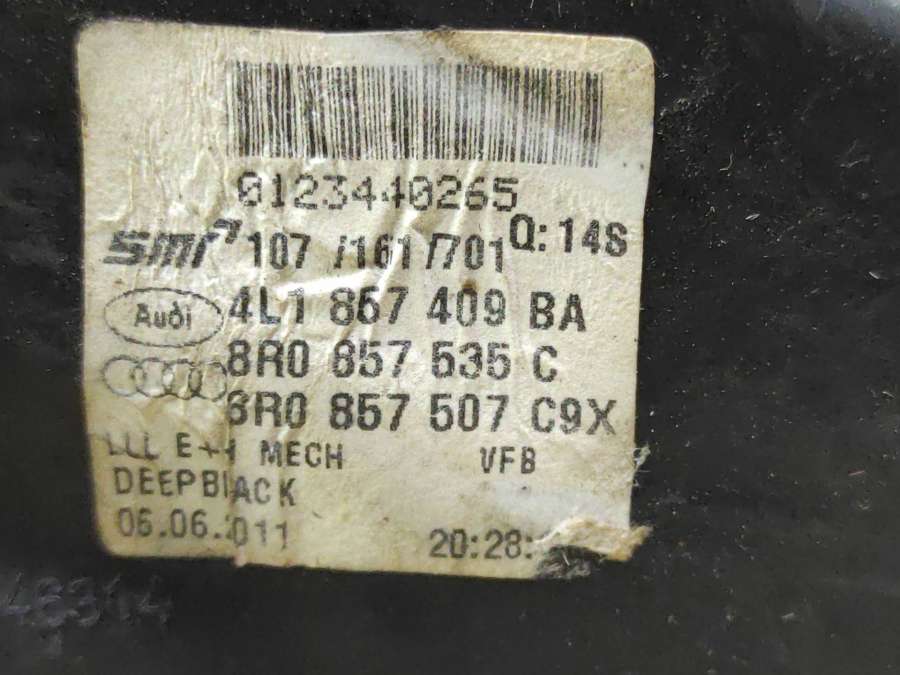 0123440265
smr 107 /161/701 Q:14S
Audi 4L1 857 409 BA
8R0 857 535 C
8R0 857 507 C9X
E+H MECH VFB
DEEPBLACK
06.06.2011 20:28: